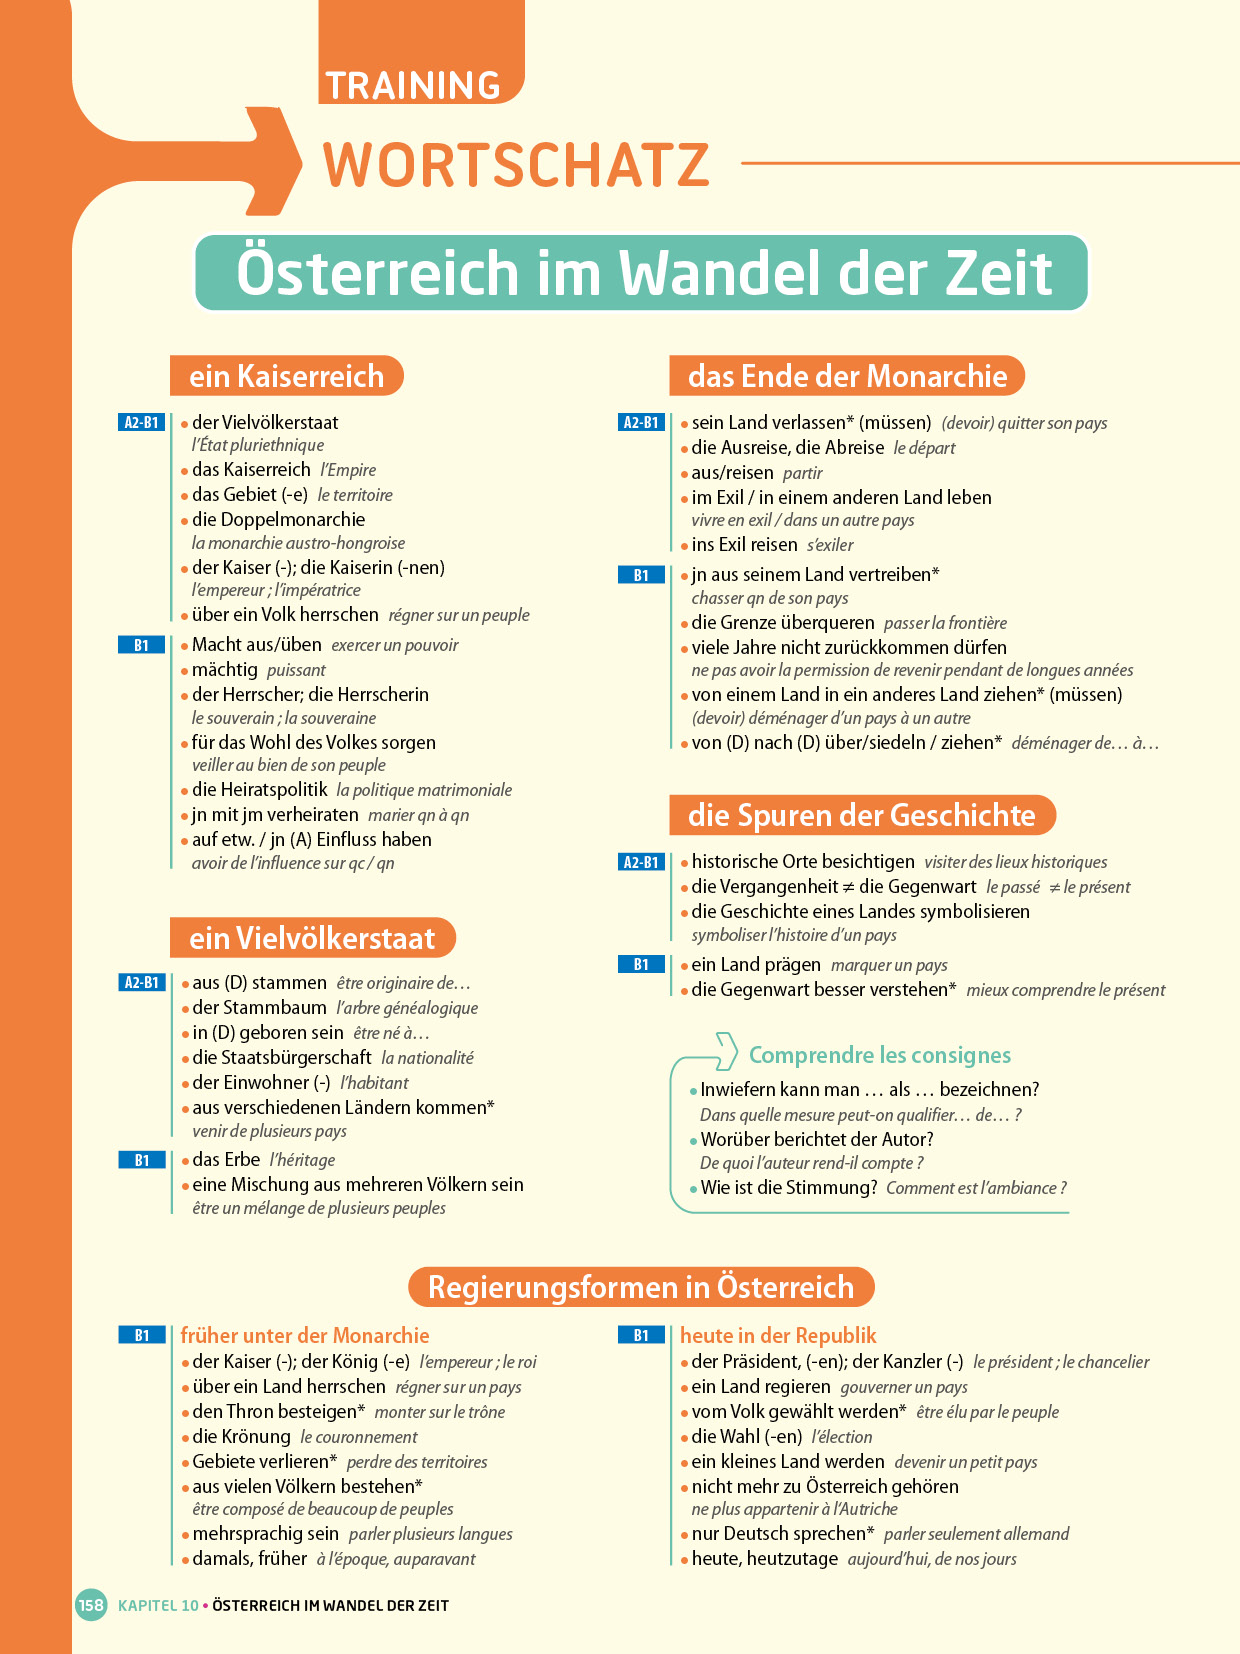 TRAINING
WORTSCHATZ
Österreich im Wandel der Zeit
ein Kaiserreich
A2-B1
• der Vielvölkerstaat
l'État pluriethnique
• das Kaiserreich l'Empire
• das Gebiet (-e) le territoire
• die Doppelmonarchie
la monarchie austro-hongroise
• der Kaiser (-); die Kaiserin (-nen)
l'empereur ; l'impératrice
• über ein Volk herrschen régner sur un peuple
B1
• Macht aus/üben exercer un pouvoir
• mächtig puissant
• der Herrscher; die Herrscherin
le souverain ; la souveraine
• für das Wohl des Volkes sorgen
veiller au bien de son peuple
• die Heiratspolitik la politique matrimoniale
• jn mit jm verheiraten marier qn à qn
• auf etw. / jn (A) Einfluss haben
avoir de l'influence sur qc / qn
ein Vielvölkerstaat
A2-B1
• aus (D) stammen être originaire de…
• der Stammbaum l'arbre généalogique
• in (D) geboren sein être né à…
• die Staatsbürgerschaft la nationalité
• der Einwohner (-) l'habitant
• aus verschiedenen Ländern kommen*
venir de plusieurs pays
B1
• das Erbe l'héritage
• eine Mischung aus mehreren Völkern sein
être un mélange de plusieurs peuples
das Ende der Monarchie
A2-B1
• sein Land verlassen* (müssen) (devoir) quitter son pays
• die Ausreise, die Abreise le départ
• aus/reisen partir
• im Exil / in einem anderen Land leben
vivre en exil / dans un autre pays
• ins Exil reisen s'exiler
B1
• jn aus seinem Land vertreiben*
chasser qn de son pays
• die Grenze überqueren passer la frontière
• viele Jahre nicht zurückkommen dürfen
ne pas avoir la permission de revenir pendant de longues années
• von einem Land in ein anderes Land ziehen* (müssen)
(devoir) déménager d'un pays à un autre
• von (D) nach (D) über/siedeln / ziehen* déménager de… à…
die Spuren der Geschichte
A2-B1
• historische Orte besichtigen visiter des lieux historiques
• die Vergangenheit ≠ die Gegenwart le passé ≠ le présent
• die Geschichte eines Landes symbolisieren
symboliser l'histoire d'un pays
B1
• ein Land prägen marquer un pays
• die Gegenwart besser verstehen* mieux comprendre le présent
Comprendre les consignes
• Inwiefern kann man … als … bezeichnen?
Dans quelle mesure peut-on qualifier… de… ?
• Worüber berichtet der Autor?
De quoi l'auteur rend-il compte ?
• Wie ist die Stimmung? Comment est l'ambiance ?
Regierungsformen in Österreich
B1
früher unter der Monarchie
• der Kaiser (-); der König (-e) l'empereur ; le roi
• über ein Land herrschen régner sur un pays
• den Thron besteigen* monter sur le trône
• die Krönung le couronnement
• Gebiete verlieren* perdre des territoires
• aus vielen Völkern bestehen*
être composé de beaucoup de peuples
• mehrsprachig sein parler plusieurs langues
• damals, früher à l'époque, auparavant
B1
heute in der Republik
• der Präsident, (-en); der Kanzler (-) le président ; le chancelier
• ein Land regieren gouverner un pays
• vom Volk gewählt werden* être élu par le peuple
• die Wahl (-en) l'élection
• ein kleines Land werden devenir un petit pays
• nicht mehr zu Österreich gehören
ne plus appartenir à l'Autriche
• nur Deutsch sprechen* parler seulement allemand
• heute, heutzutage aujourd'hui, de nos jours
158 KAPITEL 10 • ÖSTERREICH IM WANDEL DER ZEIT